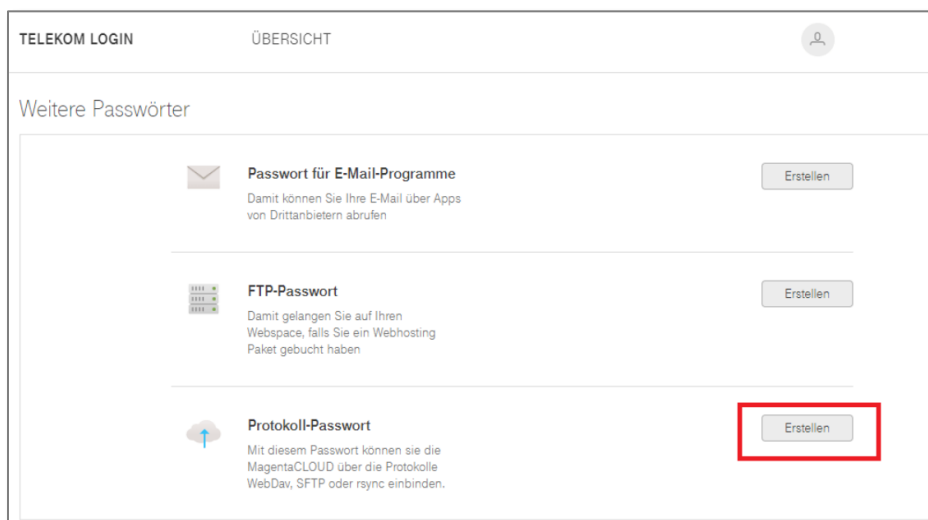 TELEKOM LOGIN
ÜBERSICHT
Weitere Passwörter
Passwort für E-Mail-Programme
Erstellen
Damit können Sie Ihre E-Mail über Apps
von Drittanbietern abrufen
FTP-Passwort
Erstellen
Damit gelangen Sie auf Ihren
Webspace, falls Sie ein Webhosting
Paket gebucht haben
Protokoll-Passwort
Erstellen
Mit diesem Passwort können sie die
MagentaCLOUD über die Protokolle
WebDav, SFTP oder rsync einbinden.